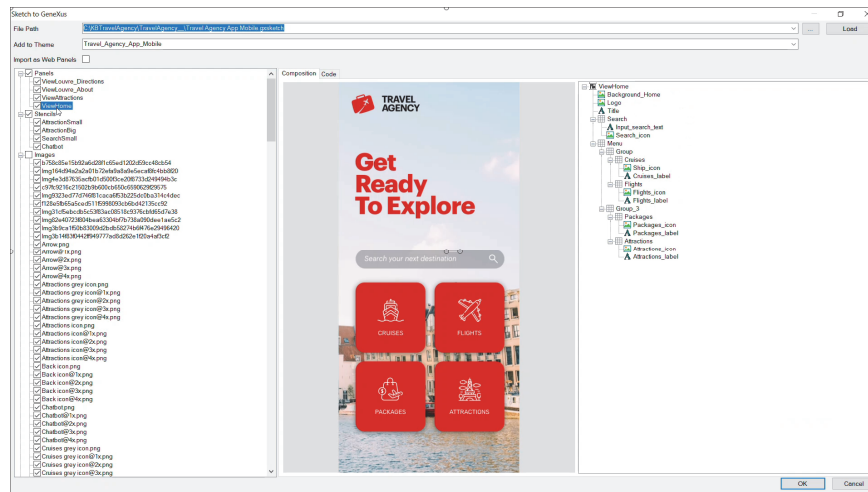 Sketch to GeneXus
File Path
C:\KBTravelAgency\TravelAgency__\Travel Agency App Mobile.gxsketch
...
Load
Add to Theme
Travel_Agency_App_Mobile
Import as Web Panels
Panels
ViewLouvre_Directions
ViewLouvre_About
ViewAttractions
ViewHome
Stencils
AttractionSmall
AttractionBig
SearchSmall
Chatbot
Images
Arrow.png
Arrow@1x.png
Arrow@2x.png
Arrow@3x.png
Arrow@4x.png
Attractions grey icon.png
Attractions grey icon@1x.png
Attractions grey icon@2x.png
Attractions grey icon@3x.png
Attractions grey icon@4x.png
Attractions icon.png
Attractions icon@1x.png
Attractions icon@2x.png
Attractions icon@3x.png
Attractions icon@4x.png
Back icon.png
Back icon@1x.png
Back icon@2x.png
Back icon@3x.png
Back icon@4x.png
Chatbot.png
Chatbot@1x.png
Chatbot@2x.png
Chatbot@3x.png
Chatbot@4x.png
Cruises grey icon.png
Cruises grey icon@1x.png
Cruises grey icon@2x.png
Cruises grey icon@3x.png
Composition
Code
TRAVEL
AGENCY
Get
Ready
To Explore
Search your next destination
CRUISES
FLIGHTS
PACKAGES
ATTRACTIONS
ViewHome
Background_Home
Logo
Title
Search
Input_search_text
Search_icon
Menu
Group
Cruises
Ship_icon
Cruises_label
Flights
Flights_icon
Flights_label
Group_3
Packages
Packages_icon
Packages_label
Attractions
Attractions_icon
Attractions_label
OK
Cancel